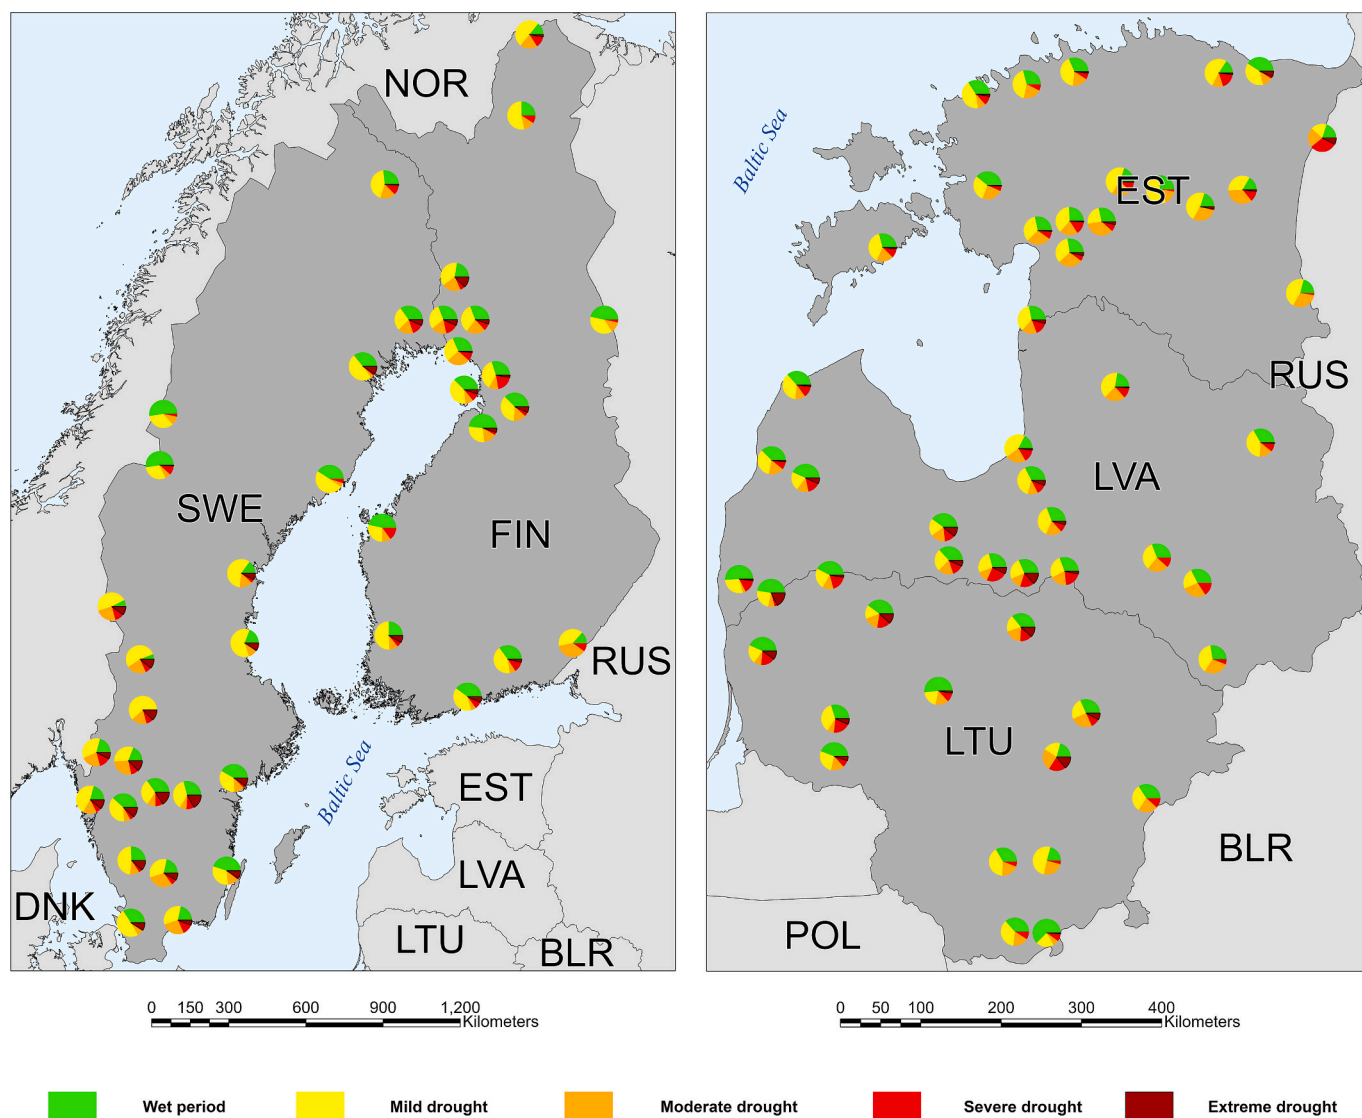 NOR
SWE
FIN
RUS
Baltic Sea
EST
LVA
LTU
BLR
DNK
Baltic Sea
EST
RUS
LVA
LTU
BLR
POL
0 150 300 600 900 1,200
Kilometers
0 50 100 200 300 400
Kilometers
Wet period Mild drought Moderate drought Severe drought Extreme drought